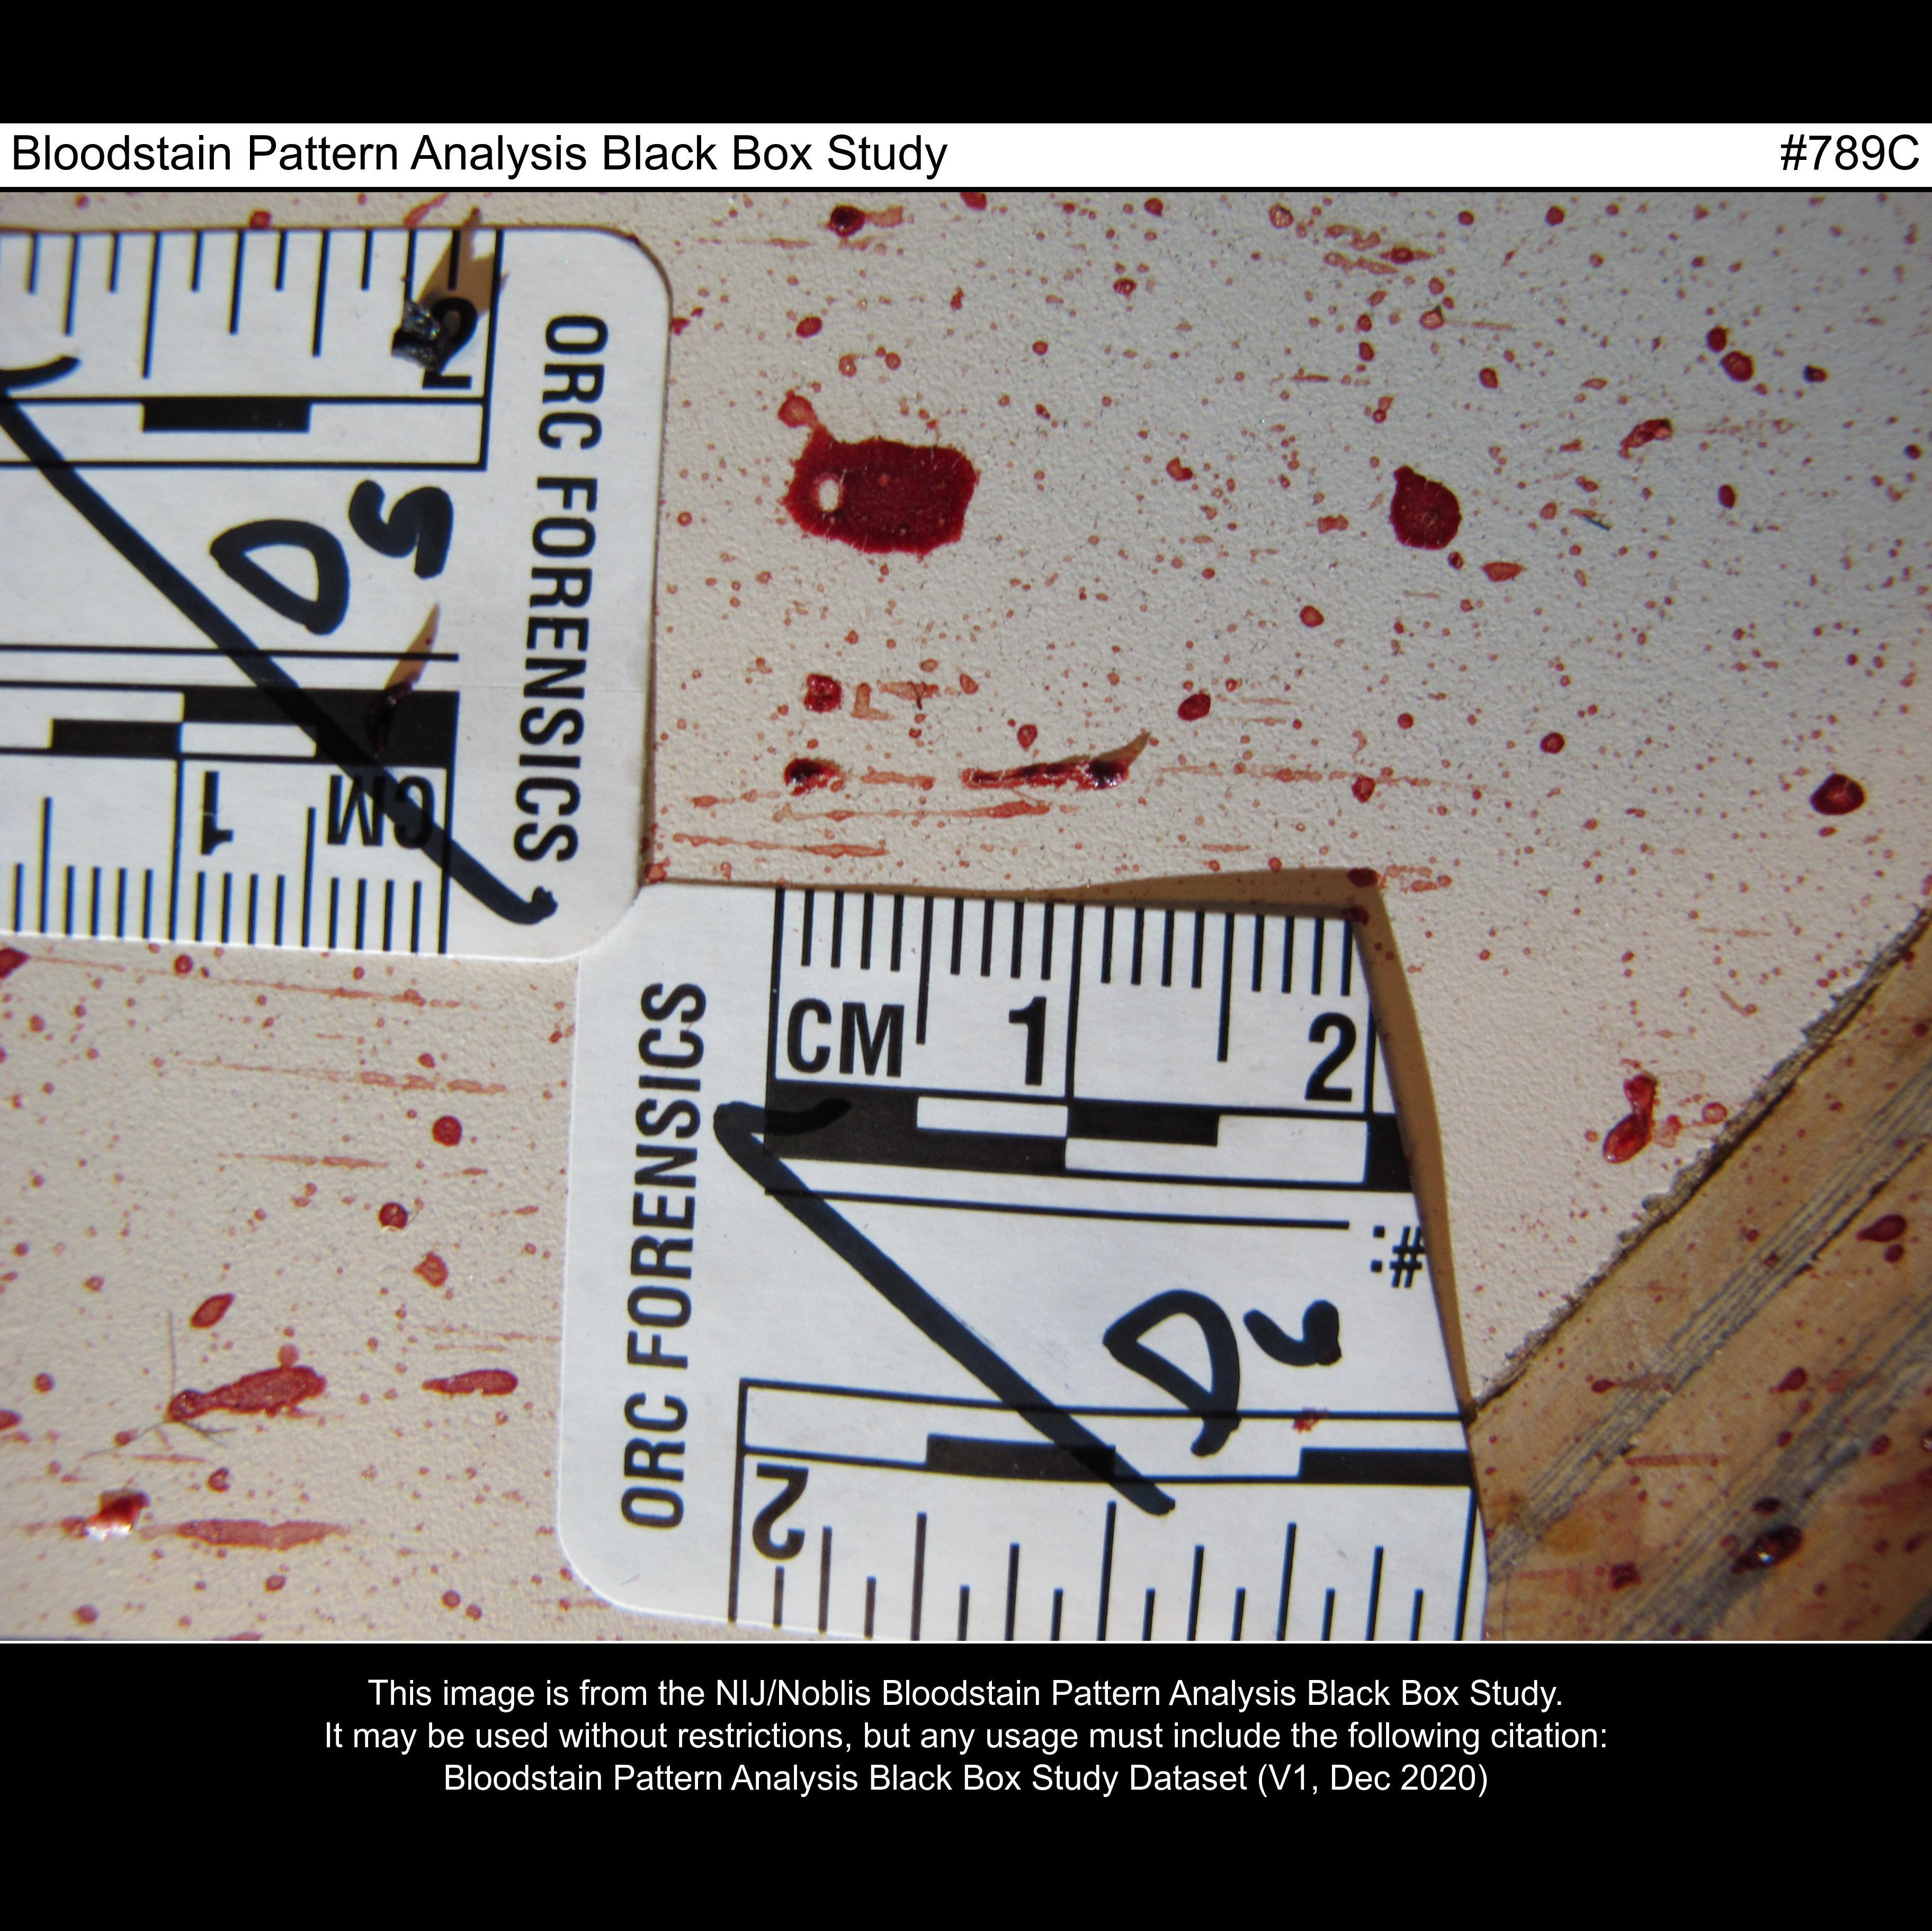 Bloodstain Pattern Analysis Black Box Study #789C
2
D5
ORC FORENSICS
1 CM
CM 1 2
ORC FORENSICS
#:
2
This image is from the NIJ/Noblis Bloodstain Pattern Analysis Black Box Study.
It may be used without restrictions, but any usage must include the following citation:
Bloodstain Pattern Analysis Black Box Study Dataset (V1, Dec 2020)